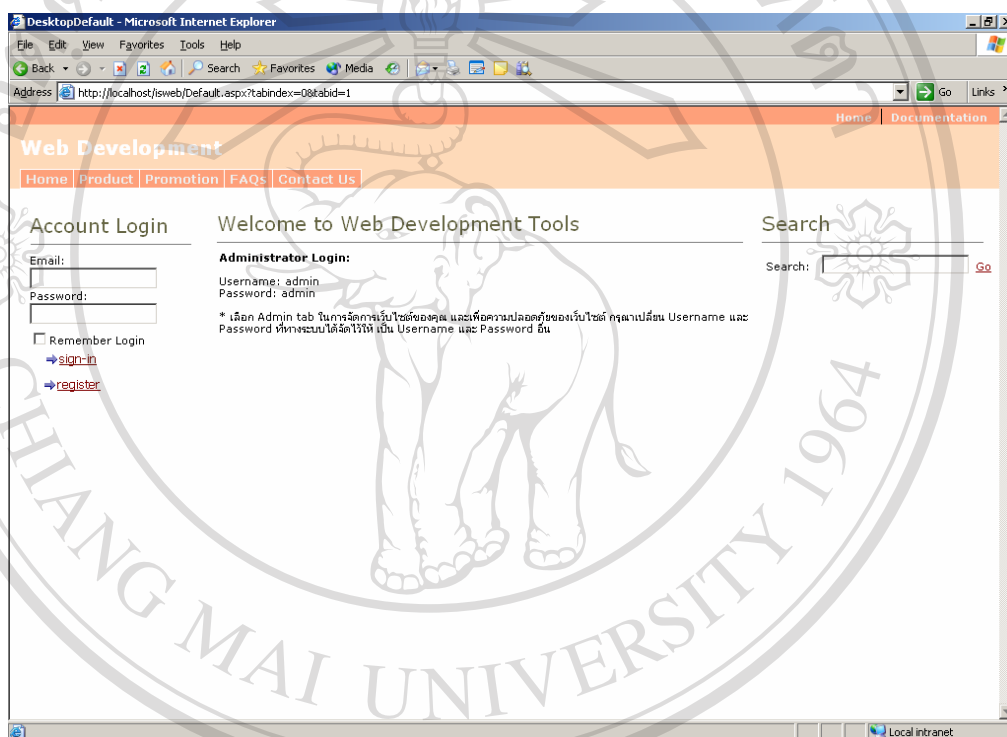 DesktopDefault - Microsoft Internet Explorer
File Edit View Favorites Tools Help
Back Search Favorites Media
Address http://localhost/isweb/Default.aspx?tabindex=0&tabid=1 Go Links
Home Documentation
Web Development
Home Product Promotion FAQs Contact Us
Account Login
Email:
Password:
Remember Login
sign-in
register
Welcome to Web Development Tools
Administrator Login:
Username: admin
Password: admin
* เลือก Admin tab ในการจัดการเว็บไซต์ของคุณ และเพื่อความปลอดภัยของเว็บไซต์ กรุณาเปลี่ยน Username และ
Password ที่ทางระบบได้จัดไว้ให้ เป็น Username และ Password อื่น
Search
Search: Go
CHIANG MAI UNIVERSITY 1964
Local intranet